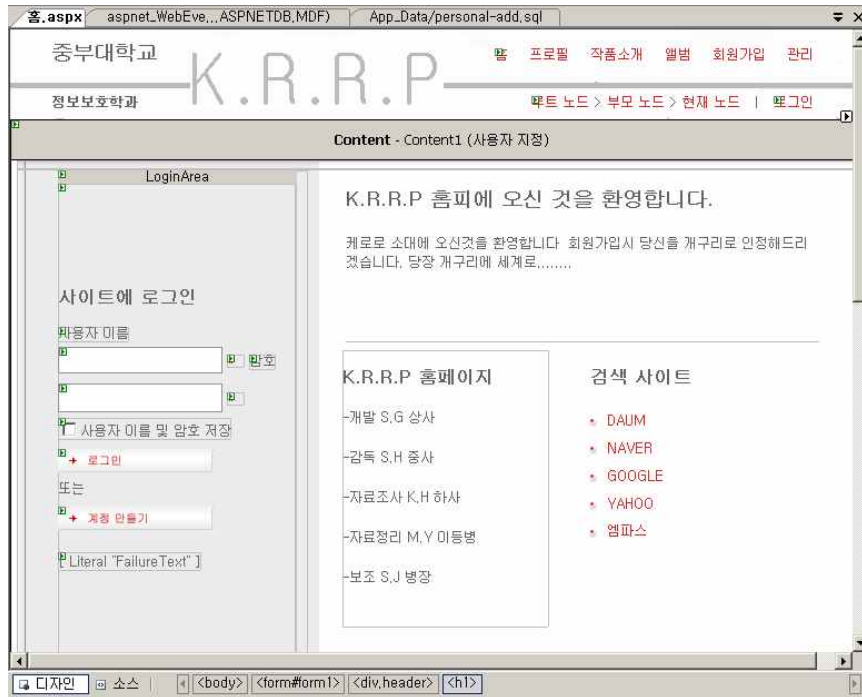 홈.aspx aspnet_WebEve...ASPNETDB.MDF) App_Data/personal-add.sql
중부대학교
K.R.R.P
홈 프로필 작품소개 앨범 회원가입 관리
정보보호학과
루트 노드 > 부모 노드 > 현재 노드 | 로그인
Content - Content1 (사용자 지정)
LoginArea
사이트에 로그인
사용자 이름
암호
사용자 이름 및 암호 저장
로그인
또는
계정 만들기
[ Literal "FailureText" ]
K.R.R.P 홈피에 오신 것을 환영합니다.
케로로 소대에 오신것을 환영합니다 회원가입시 당신을 개구리로 인정해드리
겠습니다. 당장 개구리에 세계로........
K.R.R.P 홈페이지
-개발 S.G 상사
-감독 S.H 중사
-자료조사 K.H 하사
-자료정리 M.Y 이등병
-보조 S.J 병장
검색 사이트
DAUM
NAVER
GOOGLE
YAHOO
엠파스
디자인 소스 <body> <form#form1> <div.header> <h1>